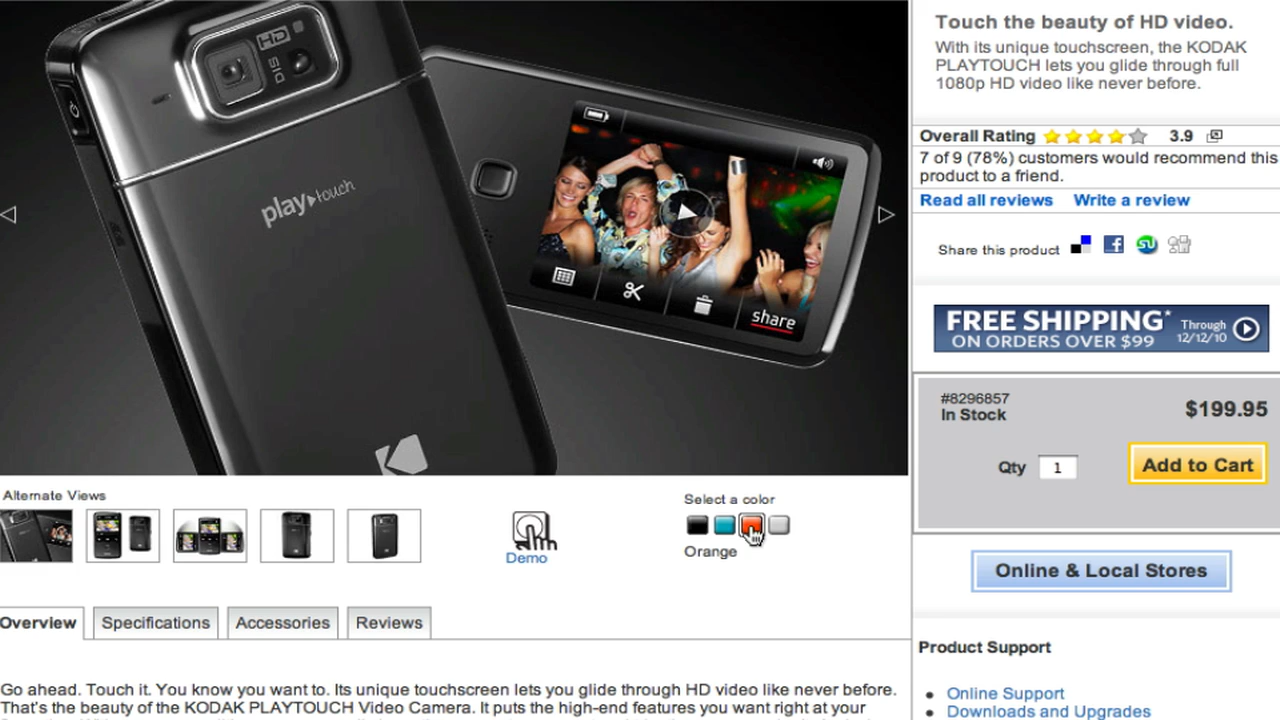 HD
5ID
play touch
share
Touch the beauty of HD video.
With its unique touchscreen, the KODAK
PLAYTOUCH lets you glide through full
1080p HD video like never before.
Overall Rating 3.9
7 of 9 (78%) customers would recommend this
product to a friend.
Read all reviews Write a review
Share this product
FREE SHIPPING* Through
ON ORDERS OVER $99 12/12/10
#8296857
In Stock
$199.95
Qty 1
Add to Cart
Alternate Views
Demo
Select a color
Orange
Online & Local Stores
Overview Specifications Accessories Reviews
Product Support
Online Support
Downloads and Upgrades
Go ahead. Touch it. You know you want to. Its unique touchscreen lets you glide through HD video like never before.
That's the beauty of the KODAK PLAYTOUCH Video Camera. It puts the high-end features you want right at your